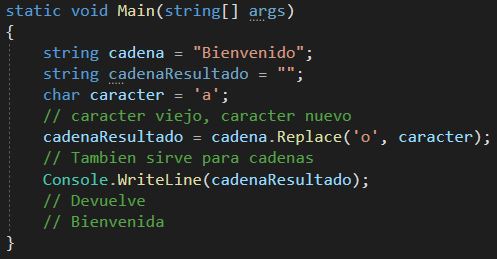 static void Main(string[] args)
{
string cadena = "Bienvenido";
string cadenaResultado = "";
char caracter = 'a';
// caracter viejo, caracter nuevo
cadenaResultado = cadena.Replace('o', caracter);
// Tambien sirve para cadenas
Console.WriteLine(cadenaResultado);
// Devuelve
// Bienvenida
}